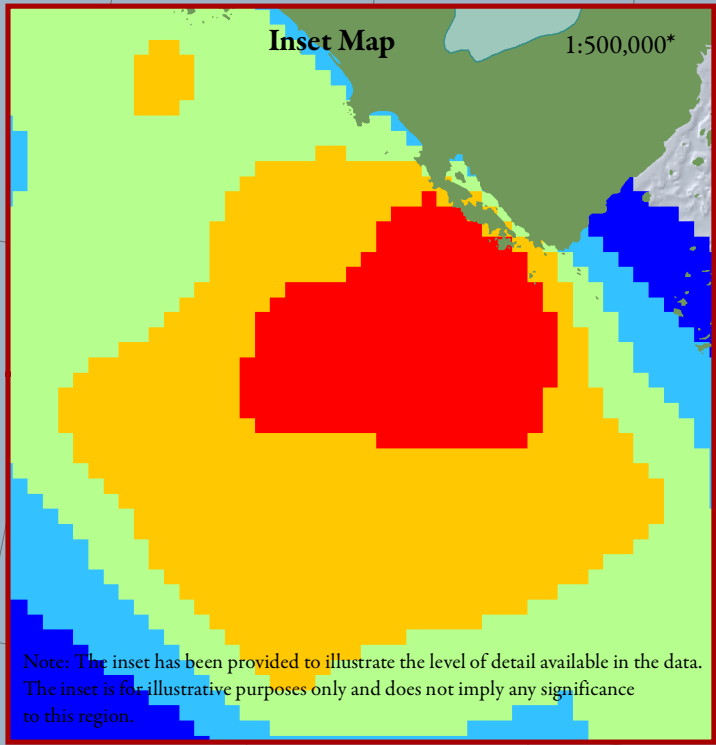 Inset Map
1:500,000*
Note: The inset has been provided to illustrate the level of detail available in the data.
The inset is for illustrative purposes only and does not imply any significance
to this region.